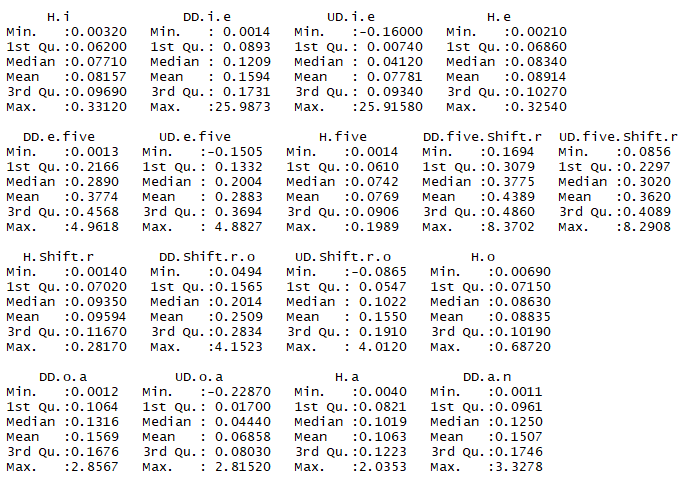 H.i DD.i.e UD.i.e H.e
Min. :0.00320 Min. : 0.0014 Min. :-0.16000 Min. :0.00210
1st Qu.:0.06200 1st Qu.: 0.0893 1st Qu.: 0.00740 1st Qu.:0.06860
Median :0.07710 Median : 0.1209 Median : 0.04120 Median :0.08340
Mean :0.08157 Mean : 0.1594 Mean : 0.07781 Mean :0.08914
3rd Qu.:0.09690 3rd Qu.: 0.1731 3rd Qu.: 0.09340 3rd Qu.:0.10270
Max. :0.33120 Max. :25.9873 Max. :25.91580 Max. :0.32540
DD.e.five UD.e.five H.five DD.five.Shift.r UD.five.Shift.r
Min. :0.0013 Min. :-0.1505 Min. :0.0014 Min. :0.1694 Min. :0.0856
1st Qu.:0.2166 1st Qu.: 0.1332 1st Qu.:0.0610 1st Qu.:0.3079 1st Qu.:0.2297
Median :0.2890 Median : 0.2004 Median :0.0742 Median :0.3775 Median :0.3020
Mean :0.3774 Mean : 0.2883 Mean :0.0769 Mean :0.4389 Mean :0.3620
3rd Qu.:0.4568 3rd Qu.: 0.3694 3rd Qu.:0.0906 3rd Qu.:0.4860 3rd Qu.:0.4089
Max. :4.9618 Max. : 4.8827 Max. :0.1989 Max. :8.3702 Max. :8.2908
H.Shift.r DD.Shift.r.o UD.Shift.r.o H.o
Min. :0.00140 Min. :0.0494 Min. :-0.0865 Min. :0.00690
1st Qu.:0.07020 1st Qu.:0.1565 1st Qu.: 0.0547 1st Qu.:0.07150
Median :0.09350 Median :0.2014 Median : 0.1022 Median :0.08630
Mean :0.09594 Mean :0.2509 Mean : 0.1550 Mean :0.08835
3rd Qu.:0.11670 3rd Qu.:0.2834 3rd Qu.: 0.1910 3rd Qu.:0.10190
Max. :0.28170 Max. :4.1523 Max. : 4.0120 Max. :0.68720
DD.o.a UD.o.a H.a DD.a.n
Min. :0.0012 Min. :-0.22870 Min. :0.0040 Min. :0.0011
1st Qu.:0.1064 1st Qu.: 0.01700 1st Qu.:0.0821 1st Qu.:0.0961
Median :0.1316 Median : 0.04440 Median :0.1019 Median :0.1250
Mean :0.1569 Mean : 0.06858 Mean :0.1063 Mean :0.1507
3rd Qu.:0.1676 3rd Qu.: 0.08030 3rd Qu.:0.1223 3rd Qu.:0.1746
Max. :2.8567 Max. : 2.81520 Max. :2.0353 Max. :3.3278